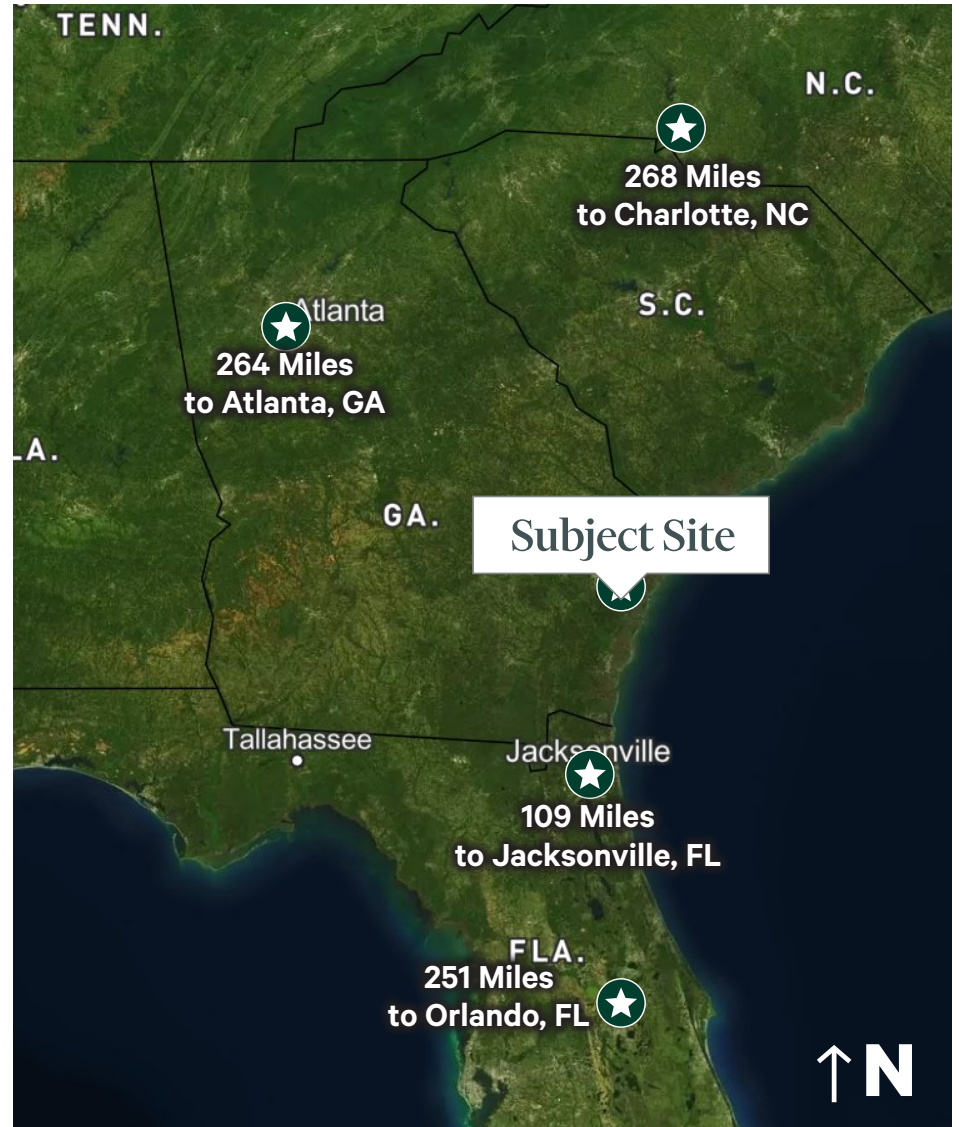 TENN.
N.C.
268 Miles
to Charlotte, NC
S.C.
Atlanta
264 Miles
to Atlanta, GA
LA.
GA.
Subject Site
Tallahassee
Jacksonville
109 Miles
to Jacksonville, FL
FLA.
251 Miles
to Orlando, FL
↑N